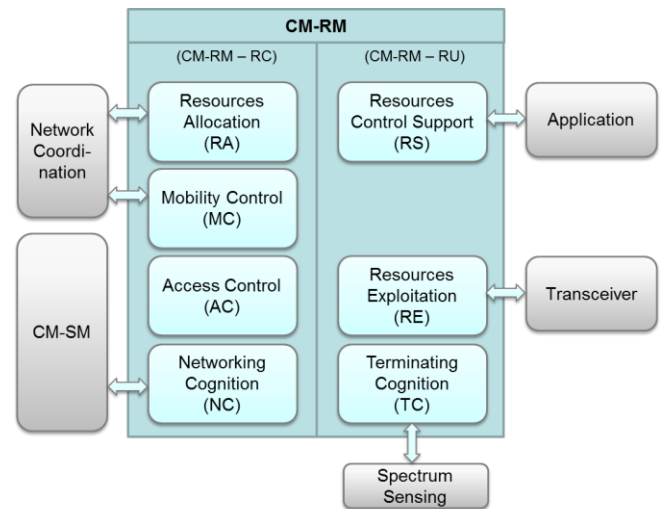 CM-RM
(CM-RM – RC)
(CM-RM – RU)
Network
Coordi-
nation
CM-SM
Resources
Allocation
(RA)
Mobility Control
(MC)
Access Control
(AC)
Networking
Cognition
(NC)
Resources
Control Support
(RS)
Resources
Exploitation
(RE)
Terminating
Cognition
(TC)
Application
Transceiver
Spectrum
Sensing